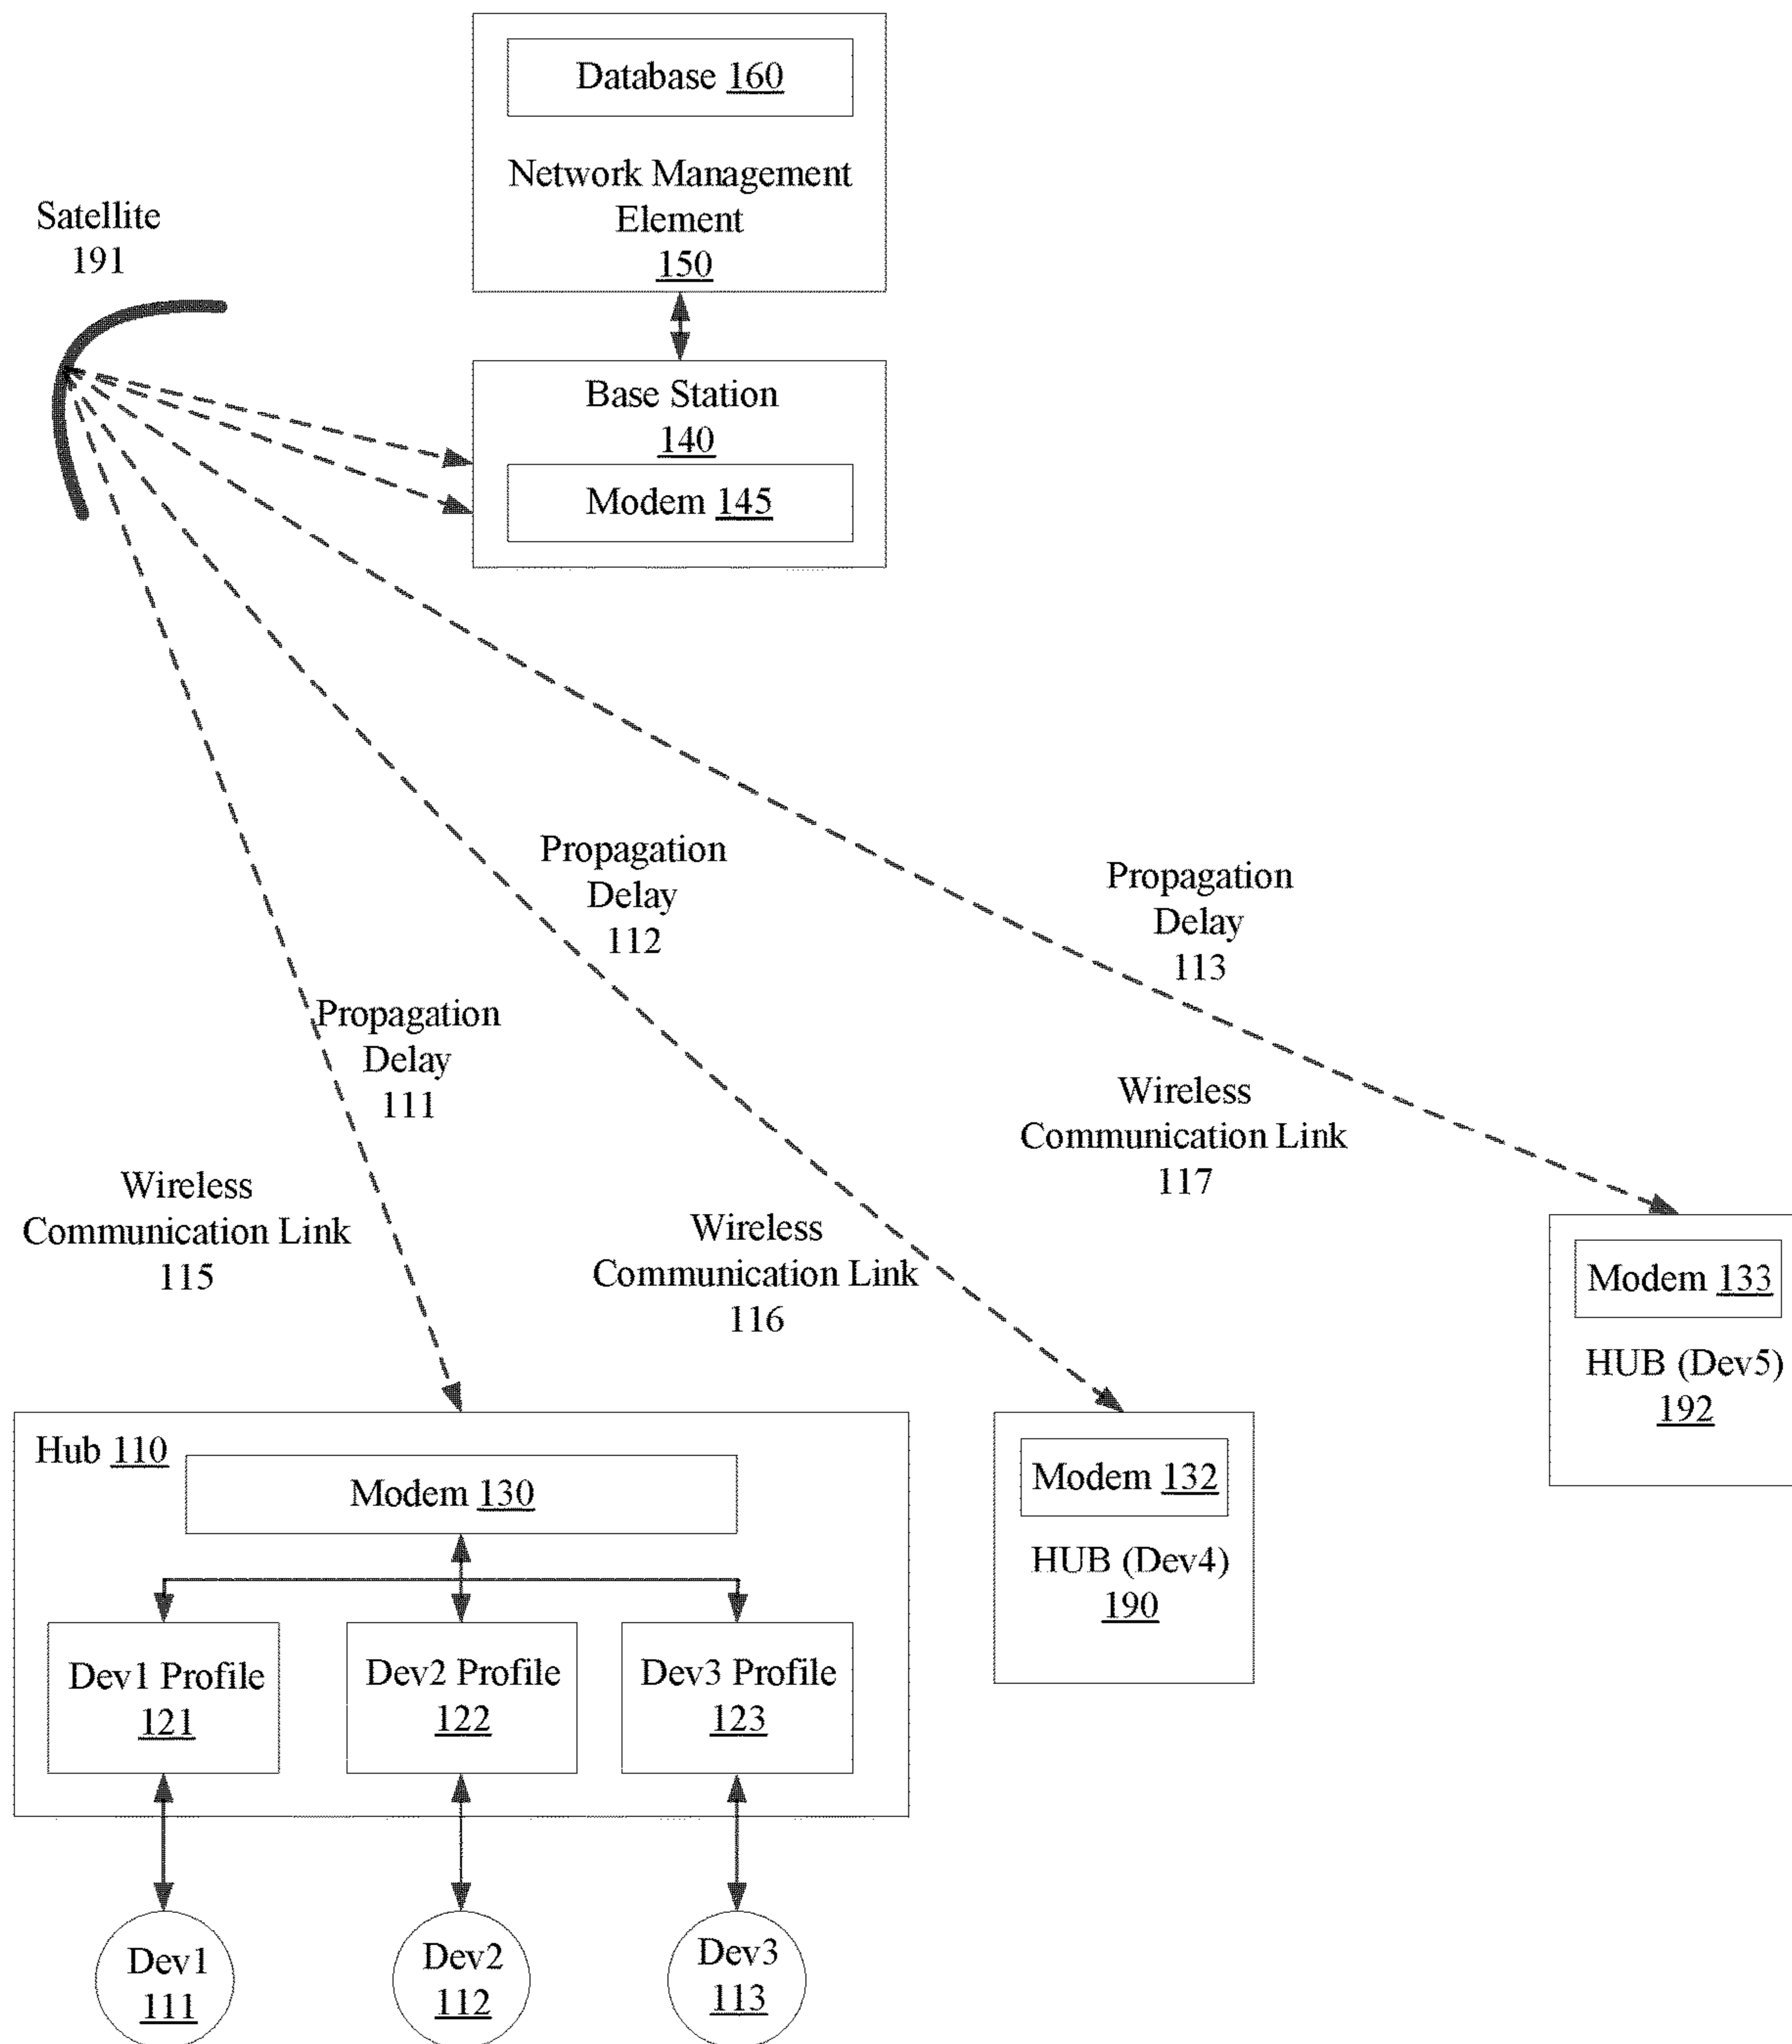 Database 160
Network Management
Element
150
Satellite
191
Base Station
140
Modem 145
Propagation
Delay
112
Propagation
Delay
113
Propagation
Delay
111
Wireless
Communication Link
117
Wireless
Communication Link
115
Wireless
Communication Link
116
Modem 133
HUB (Dev5)
192
Hub 110
Modem 130
Modem 132
HUB (Dev4)
190
Dev1 Profile
121
Dev2 Profile
122
Dev3 Profile
123
Dev1
111
Dev2
112
Dev3
113